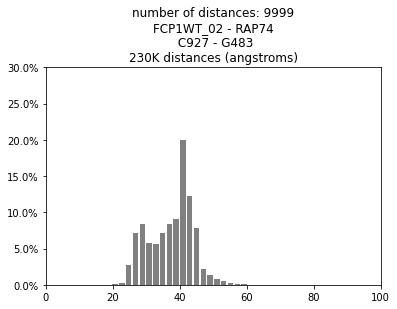 number of distances: 9999
FCP1WT_02 - RAP74
C927 - G483
230K distances (angstroms)
30.0%
25.0%
20.0%
15.0%
10.0%
5.0%
0.0%
0 20 40 60 80 100